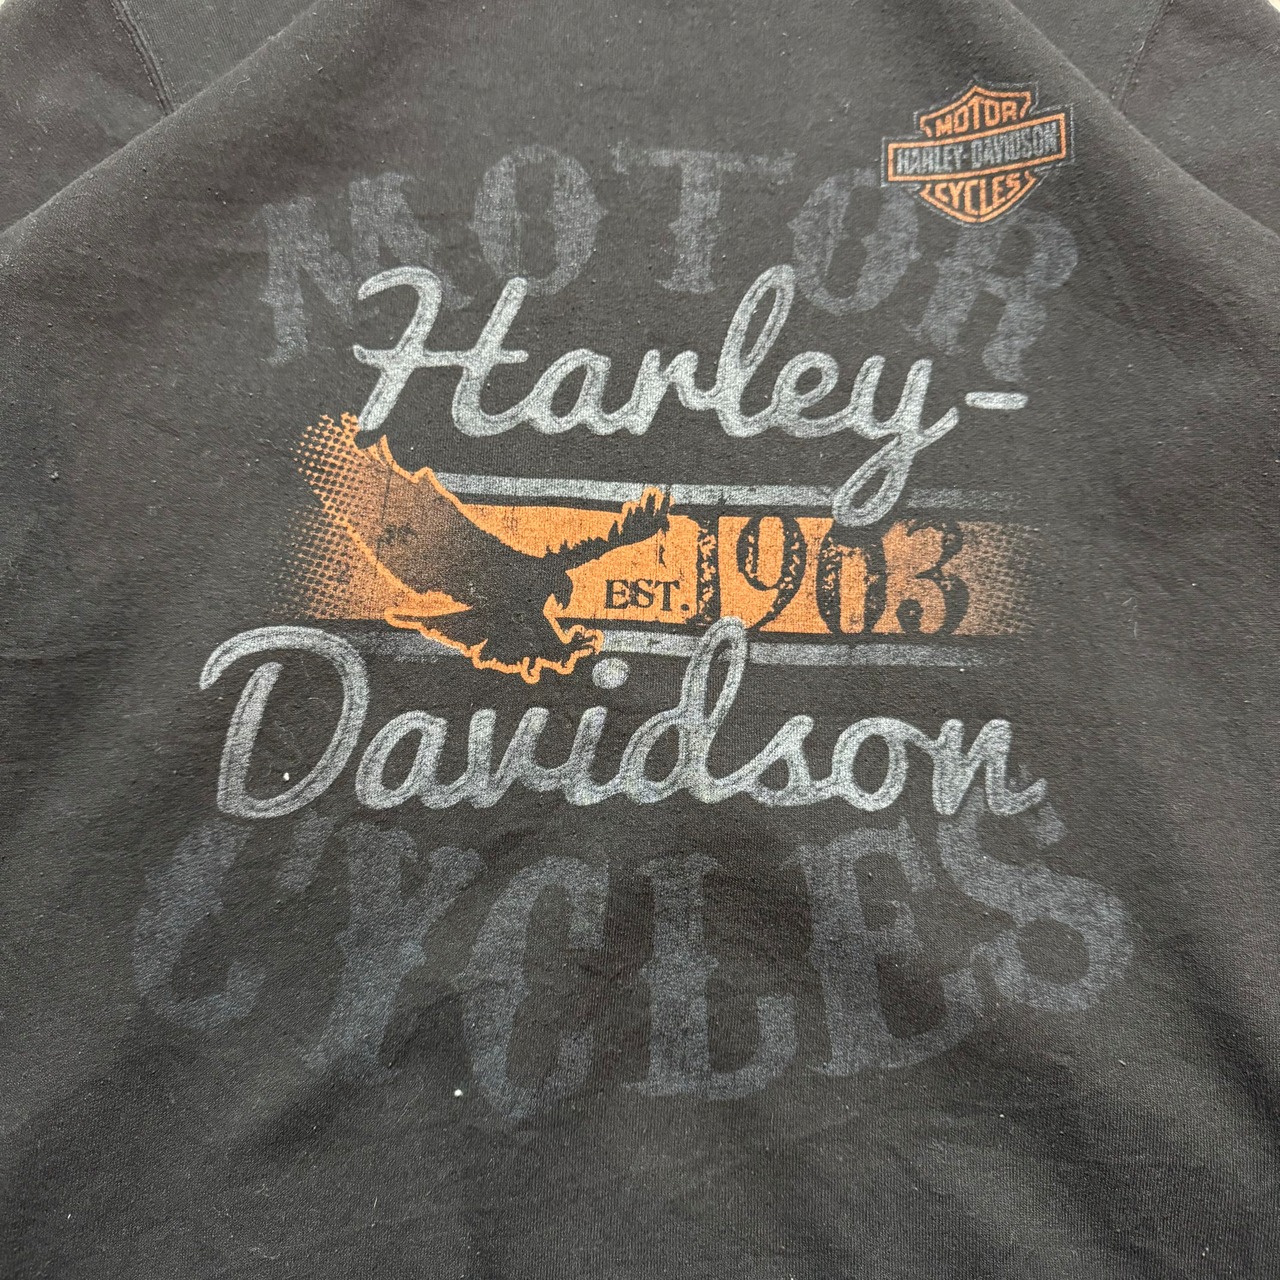 MOTOR
HARLEY-DAVIDSON
CYCLES
MOTOR
Harley-
EST. 1903
Davidson
CYCLES